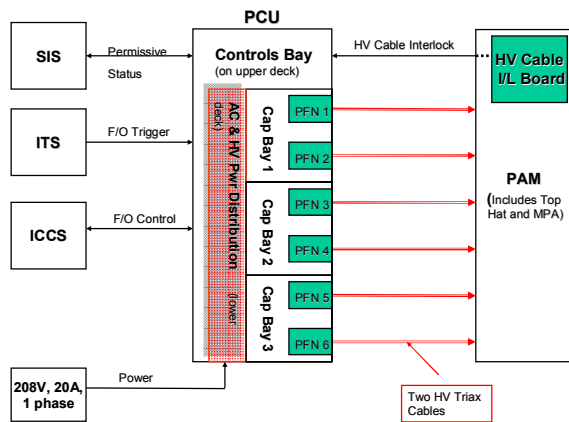 PCU
SIS
Permissive
Status
Controls Bay
(on upper deck)
HV Cable Interlock
HV Cable
I/L Board
ITS
F/O Trigger
ICCS
F/O Control
AC & HV Pwr Distribution
(lower
deck)
Cap Bay 1
PFN 1
PFN 2
Cap Bay 2
PFN 3
PFN 4
Cap Bay 3
PFN 5
PFN 6
PAM
(Includes Top
Hat and MPA)
208V, 20A,
1 phase
Power
Two HV Triax
Cables